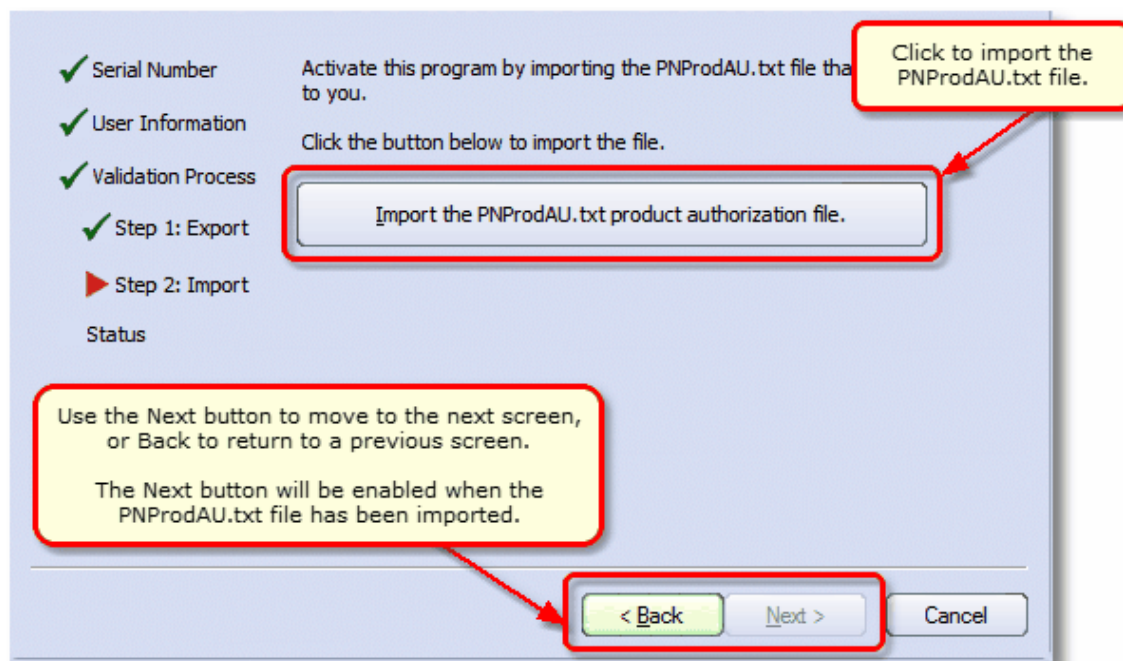 Serial Number
User Information
Validation Process
Step 1: Export
Step 2: Import
Status
Activate this program by importing the PNProdAU.txt file
to you.
Click the button below to import the file.
Import the PNProdAU.txt product authorization file.
Click to import the
PNProdAU.txt file.
Use the Next button to move to the next screen,
or Back to return to a previous screen.
The Next button will be enabled when the
PNProdAU.txt file has been imported.
< Back
Next >
Cancel